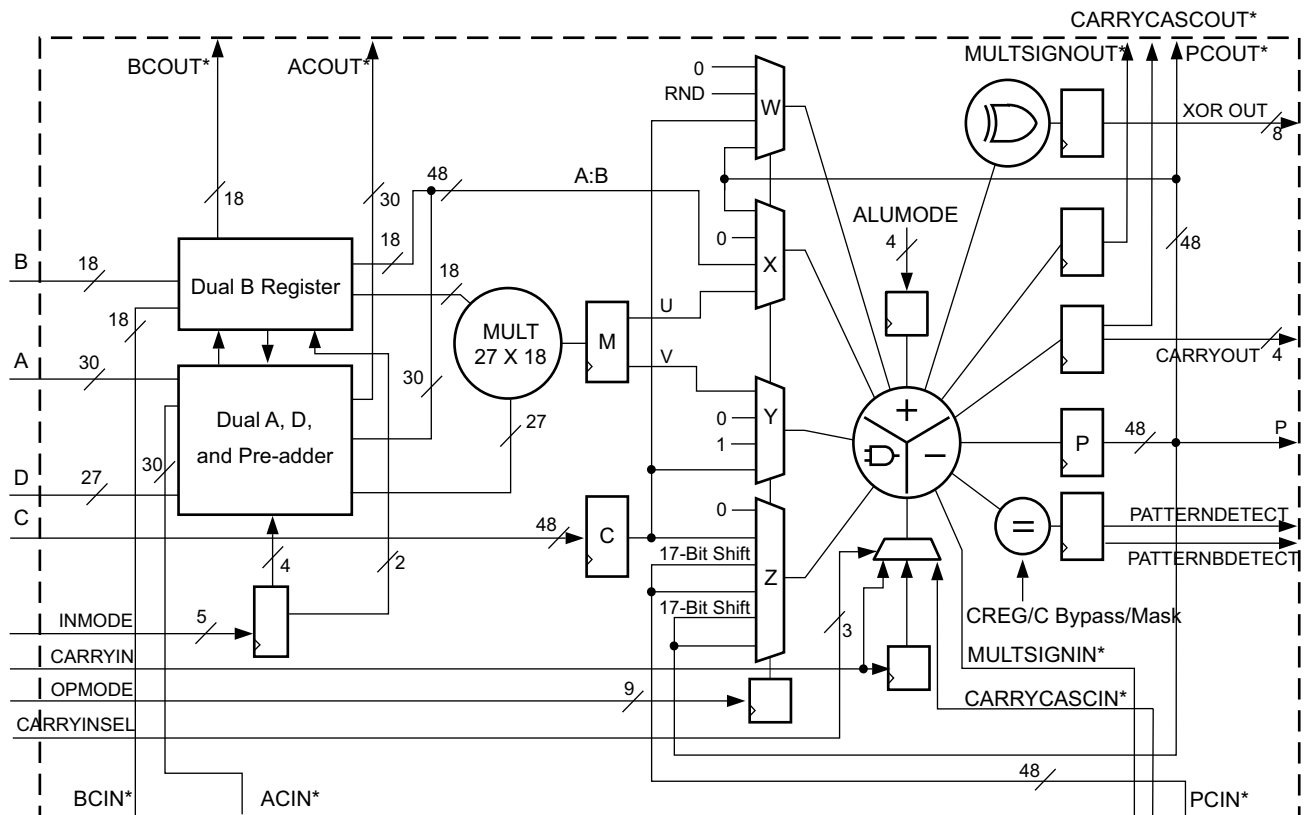 CARRYCASCOUT*
BCOUT*
ACOUT*
MULTSIGNOUT*
PCOUT*
0
RND
W
XOR OUT
8
18
30
48
A:B
ALUMODE
4
48
B
18
Dual B Register
18
18
0
X
18
MULT
27 X 18
M
U
V
CARRYOUT
4
A
30
30
Dual A, D,
and Pre-adder
27
Y
0
1
+
−
P
48
P
D
27
30
C
48
C
0
17-Bit Shift
Z
17-Bit Shift
=
PATTERNDETECT
PATTERNBDETECT
4
2
INMODE
5
3
CREG/C Bypass/Mask
CARRYIN
MULTSIGNIN*
OPMODE
9
CARRYCASCIN*
CARRYINSEL
48
BCIN*
ACIN*
PCIN*